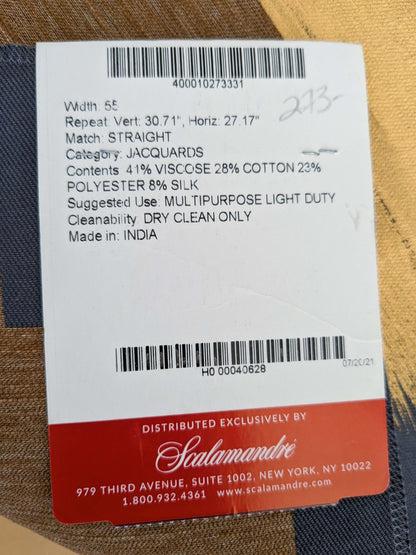 400010273331
273-
Width: 55
Repeat: Vert: 30.71", Horiz: 27.17"
Match: STRAIGHT
Category: JACQUARDS
Contents: 41% VISCOSE 28% COTTON 23%
POLYESTER 8% SILK
Suggested Use: MULTIPURPOSE LIGHT DUTY
Cleanability: DRY CLEAN ONLY
Made in: INDIA
H0 00040628
07/20/21
DISTRIBUTED EXCLUSIVELY BY
Scalamandré
979 THIRD AVENUE, SUITE 1002, NEW YORK, NY 10022
1.800.932.4361 www.scalamandre.com